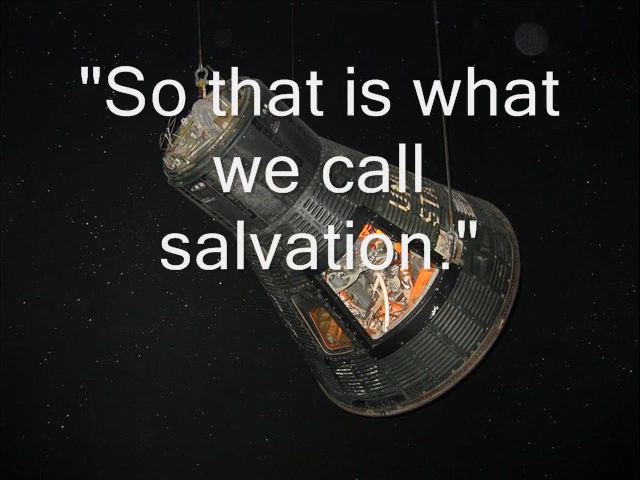 "So that is what
we call
salvation."